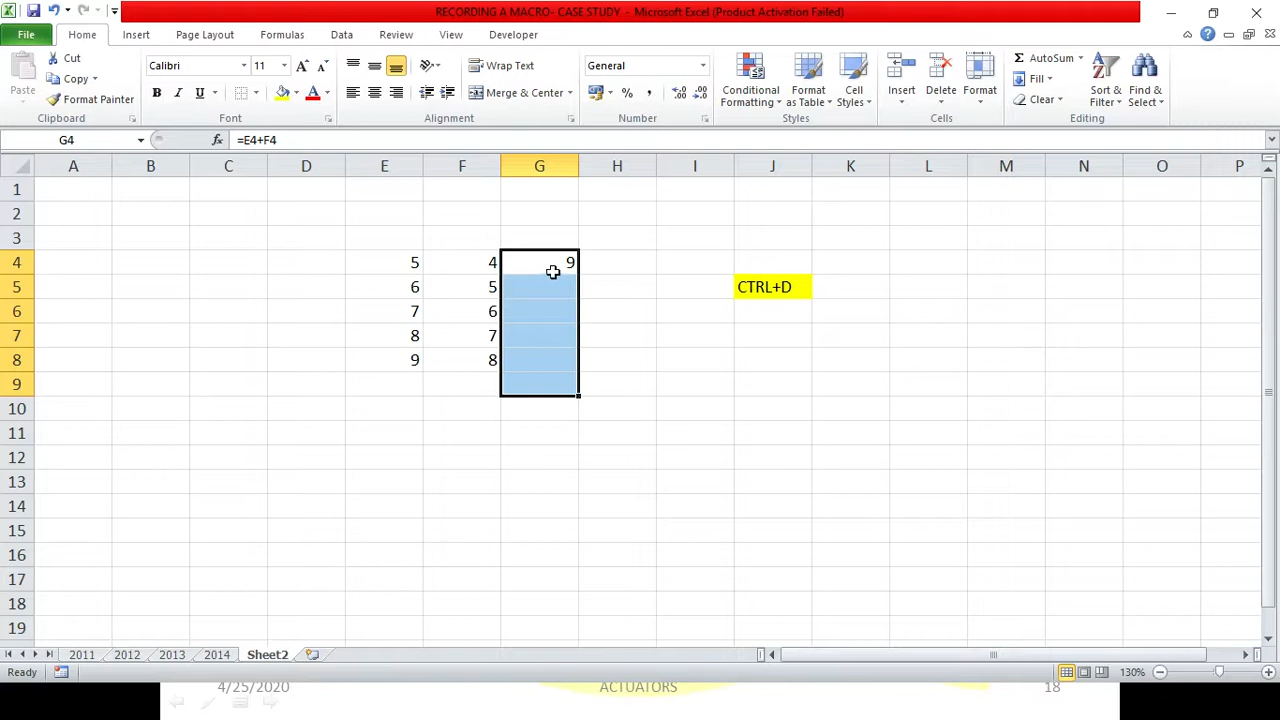 RECORDING A MACRO- CASE STUDY - Microsoft Excel (Product Activation Failed)
File Home Insert Page Layout Formulas Data Review View Developer
Paste
Cut
Copy
Format Painter
Clipboard
Calibri 11
B I U
Font
Wrap Text
Merge & Center
Alignment
General
% ,
Number
Conditional Formatting
Format as Table
Cell Styles
Styles
Insert Delete Format
Cells
Σ AutoSum
Fill
Clear
Sort & Filter
Find & Select
Editing
G4 fx =E4+F4
A B C D E F G H I J K L M N O P
1
2
3
4 5 4 9
5 6 5 CTRL+D
6 7 6
7 8 7
8 9 8
9
10
11
12
13
14
15
16
17
18
19
2011 2012 2013 2014 Sheet2
Ready 130%
4/25/2020 ACTUATORS 18